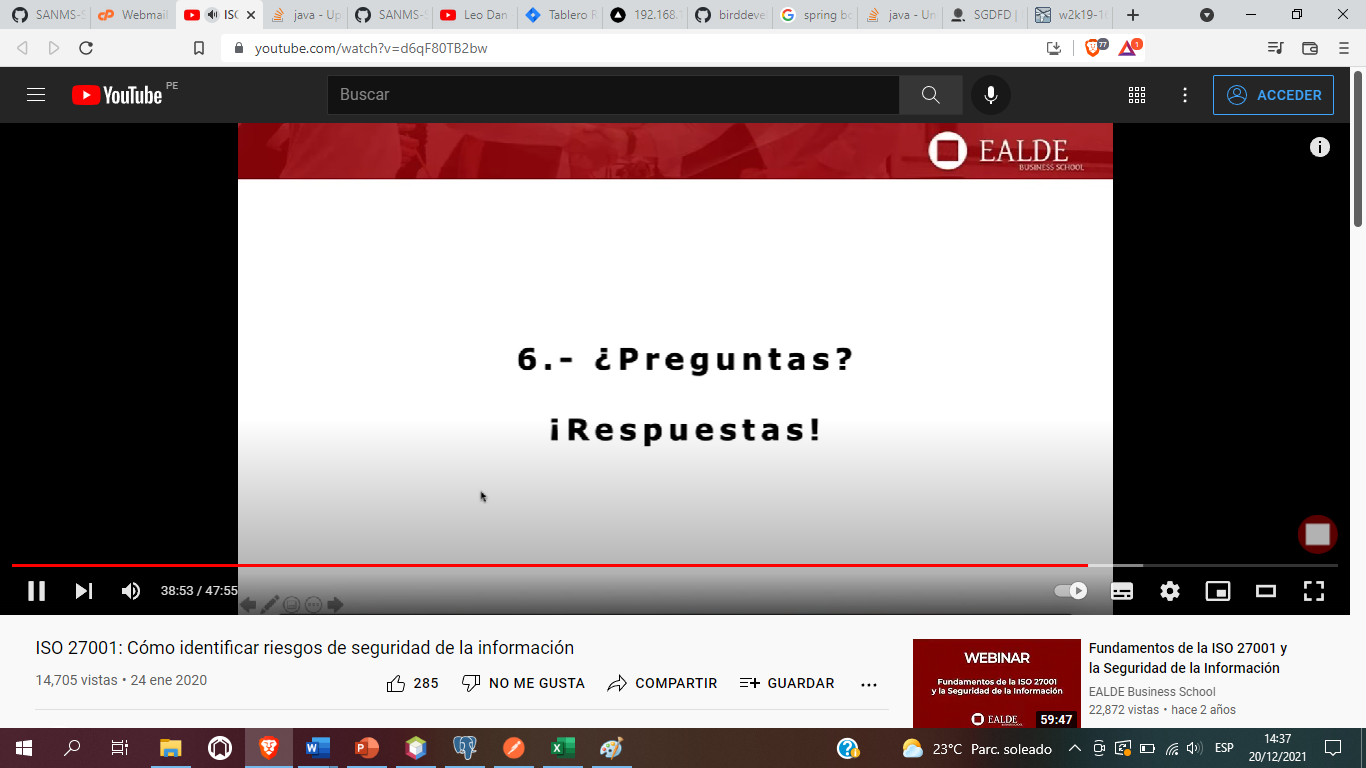 SANMS-S
Webmail
ISO
java - Up
SANMS-S
Leo Dan
Tablero R
192.168.1
birddeve
spring bo
java - Un
SGDFD |
w2k19-1
youtube.com/watch?v=d6qF80TB2bw
77
1
YouTube PE
Buscar
ACCEDER
EALDE
BUSINESS SCHOOL
6.- ¿Preguntas?
¡Respuestas!
38:53 / 47:55
ISO 27001: Cómo identificar riesgos de seguridad de la información
14,705 vistas • 24 ene 2020
285
NO ME GUSTA
COMPARTIR
GUARDAR
WEBINAR
Fundamentos de la ISO 27001
y la Seguridad de la Información
EALDE
59:47
Fundamentos de la ISO 27001 y
la Seguridad de la Información
EALDE Business School
22,872 vistas • hace 2 años
23°C Parc. soleado
ESP
14:37
20/12/2021